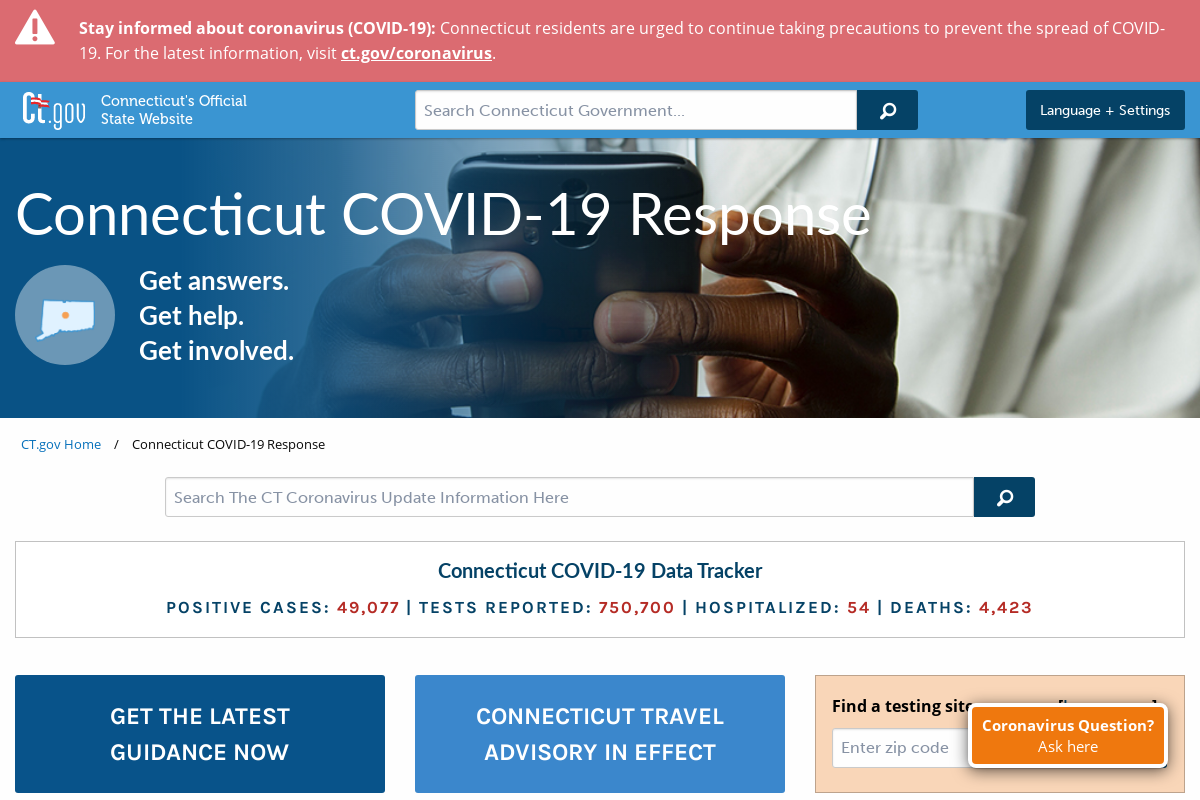 Stay informed about coronavirus (COVID-19): Connecticut residents are urged to continue taking precautions to prevent the spread of COVID-
19. For the latest information, visit ct.gov/coronavirus.
Ct.gov
Connecticut's Official
State Website
Search Connecticut Government...
Language + Settings
Connecticut COVID-19 Response
Get answers.
Get help.
Get involved.
CT.gov Home / Connecticut COVID-19 Response
Search The CT Coronavirus Update Information Here
Connecticut COVID-19 Data Tracker
POSITIVE CASES: 49,077 | TESTS REPORTED: 750,700 | HOSPITALIZED: 54 | DEATHS: 4,423
GET THE LATEST
GUIDANCE NOW
CONNECTICUT TRAVEL
ADVISORY IN EFFECT
Find a testing site
Enter zip code
Coronavirus Question?
Ask here